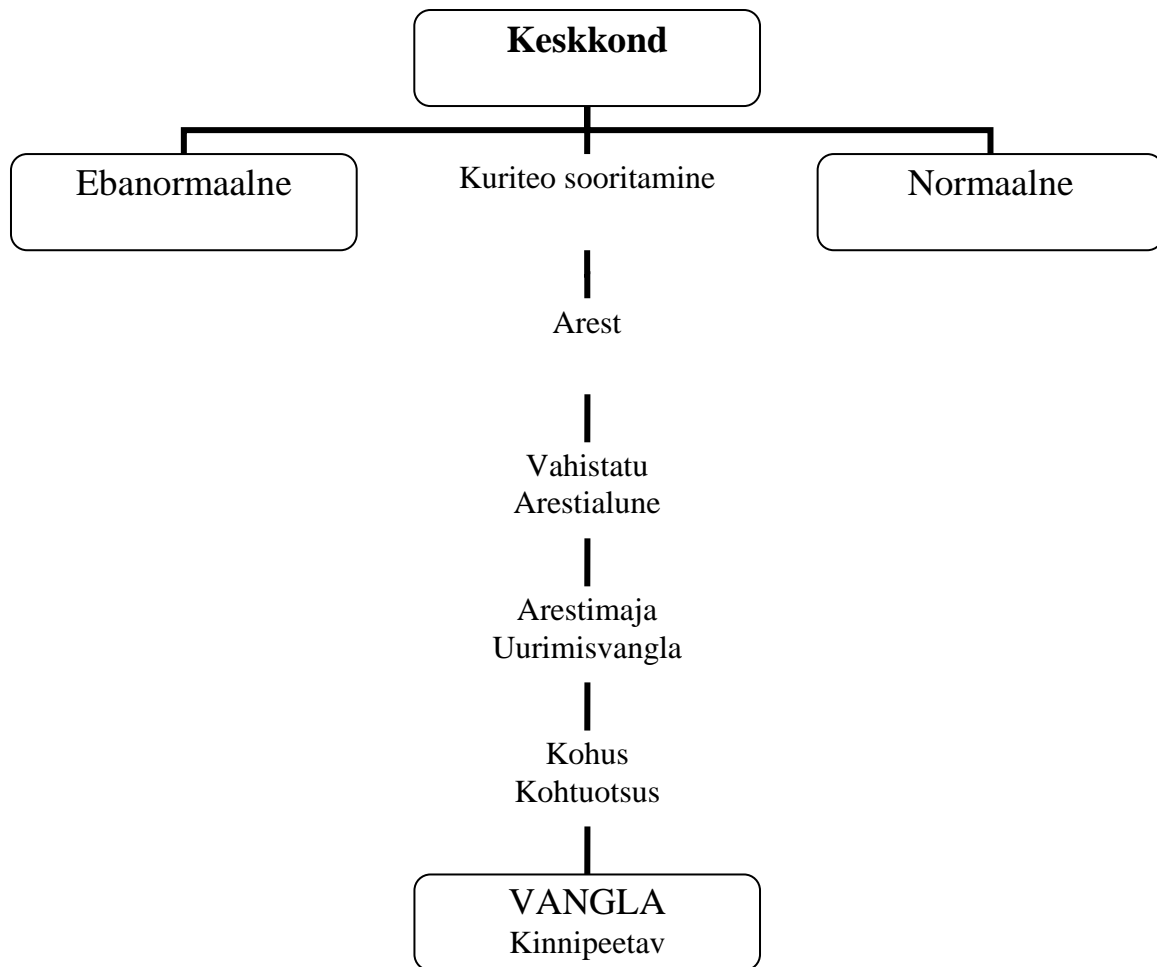 Keskkond
Ebanormaalne
Kuriteo sooritamine
Normaalne
Arest
Vahistatu
Arestialune
Arestimaja
Uurimisvangla
Kohus
Kohtuotsus
VANGLA
Kinnipeetav